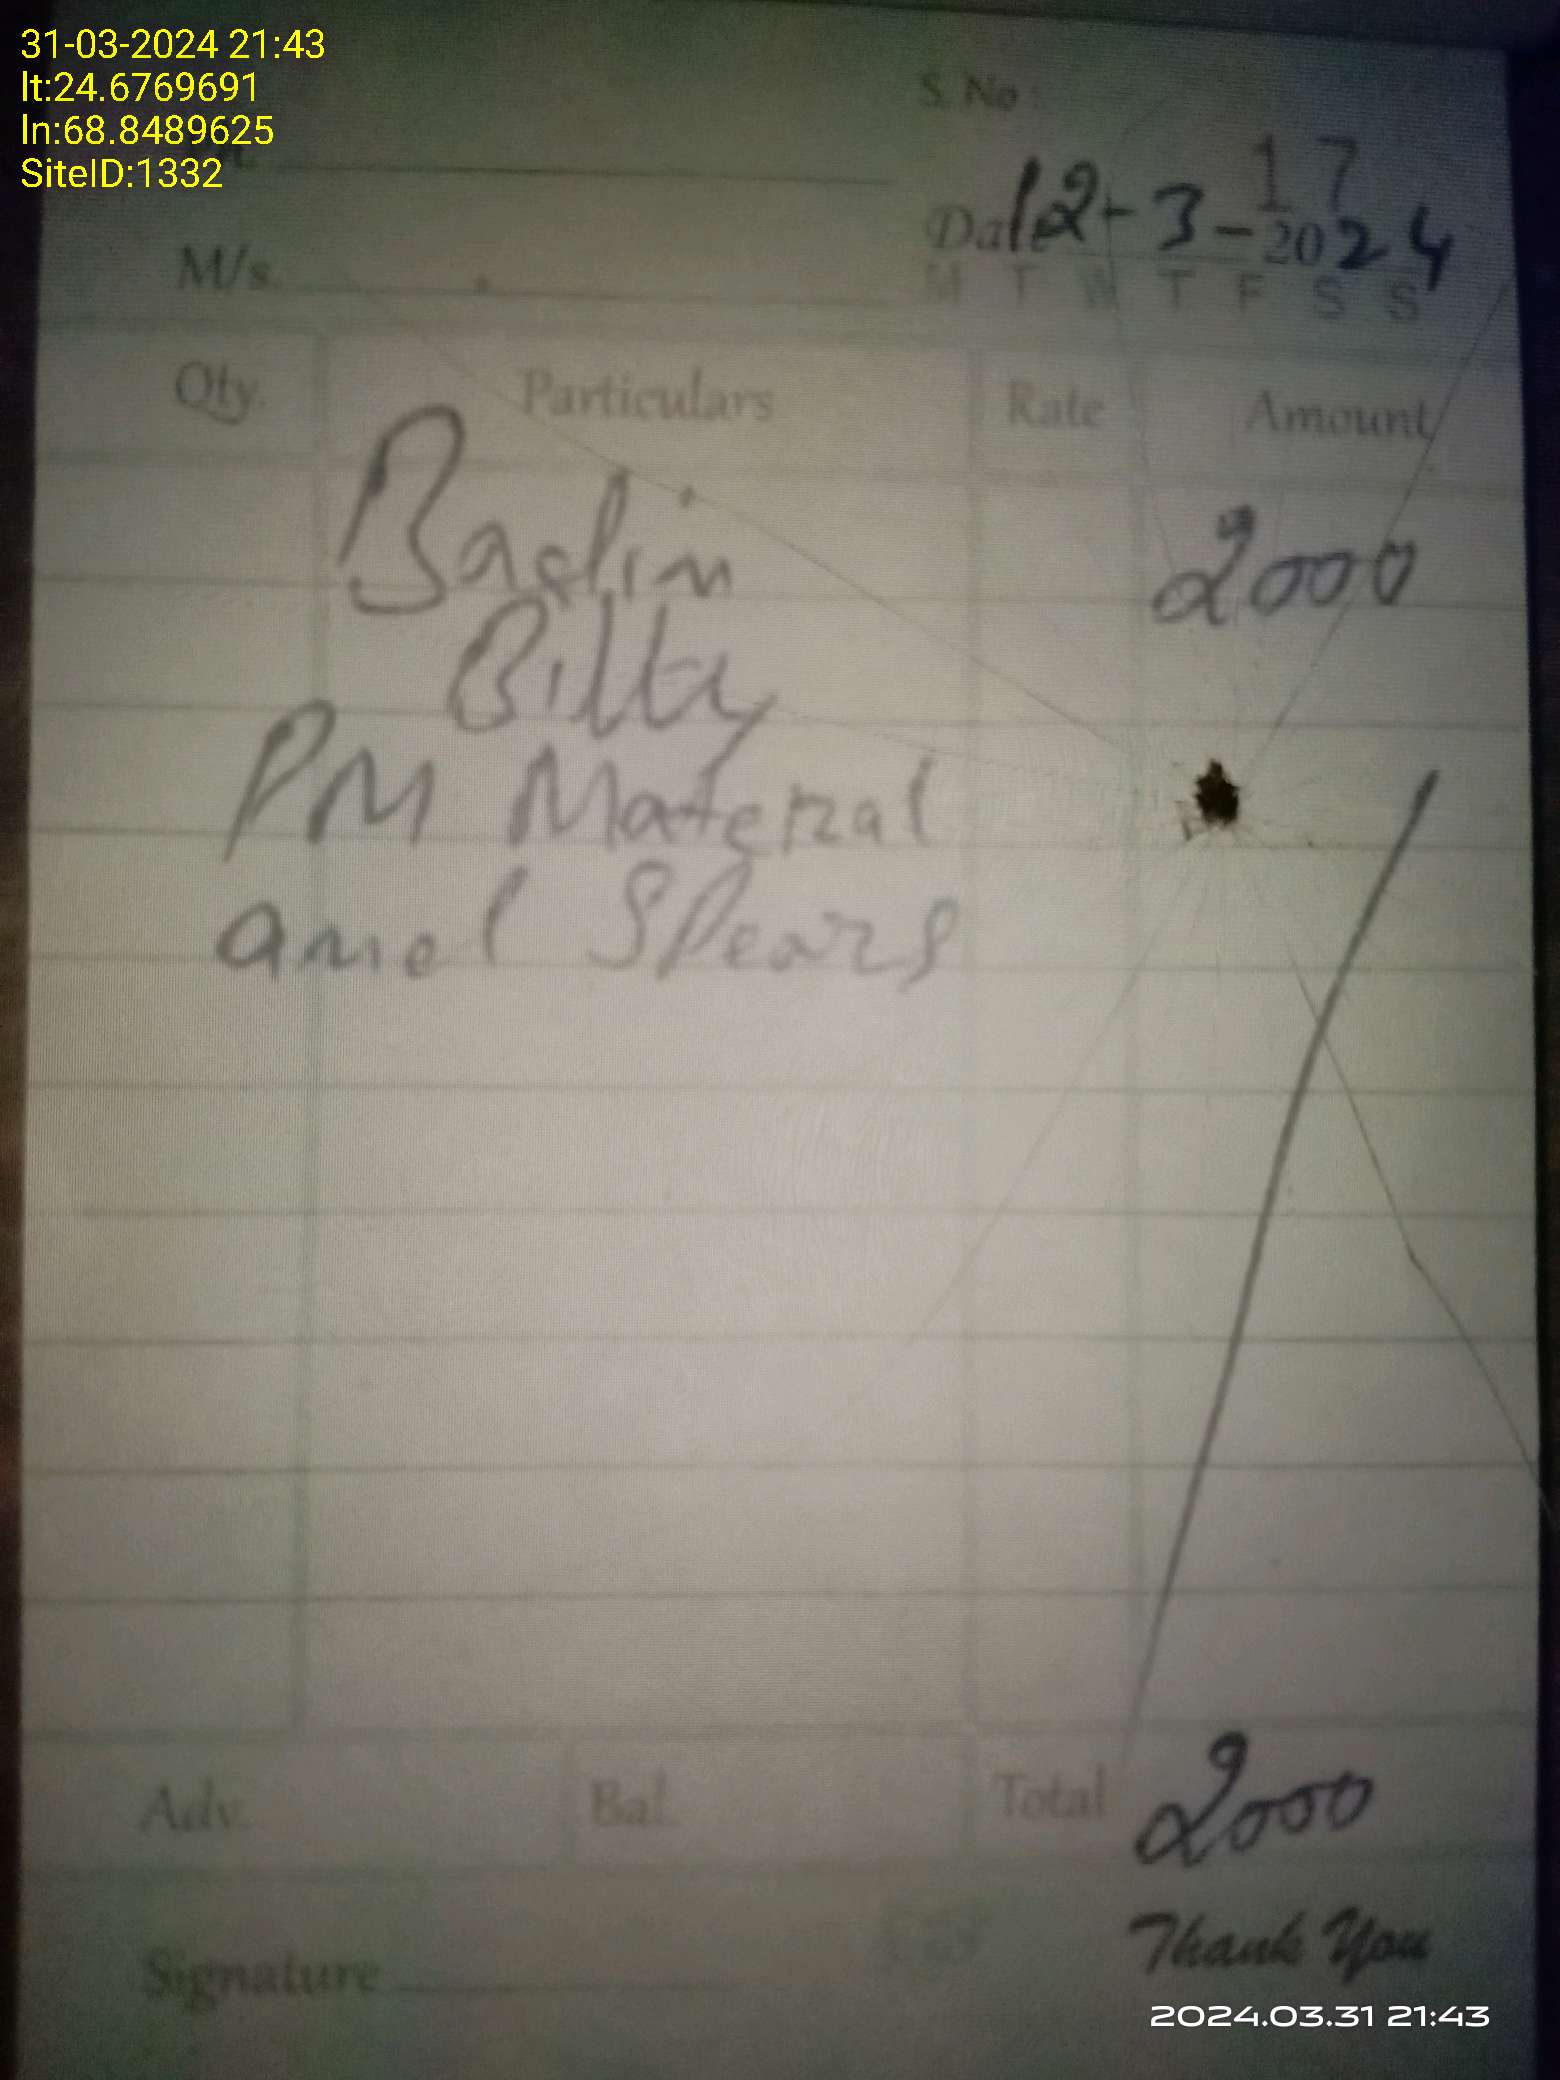 31-03-2024 21:43
lt:24.6769691
ln:68.8489625
SiteID:1332
S. No
17
Date 12-3-2024
M T W T F S S
M/s.
Qty. Particulars Rate Amount
Badin 2000
Bilty
PM Material
and SPears
Adv. Bal. Total 2000
Signature
Thank You
2024.03.31 21:43